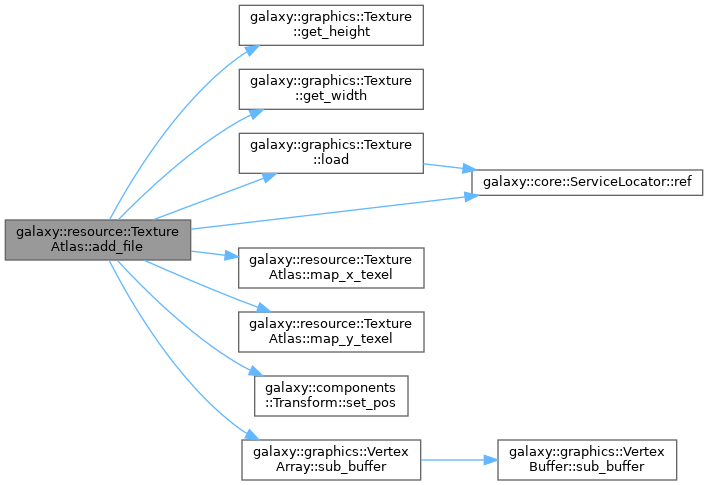 galaxy::graphics::Texture
::get_height
galaxy::graphics::Texture
::get_width
galaxy::graphics::Texture
::load
galaxy::core::ServiceLocator::ref
galaxy::resource::Texture
Atlas::add_file
galaxy::resource::Texture
Atlas::map_x_texel
galaxy::resource::Texture
Atlas::map_y_texel
galaxy::components
::Transform::set_pos
galaxy::graphics::Vertex
Array::sub_buffer
galaxy::graphics::Vertex
Buffer::sub_buffer